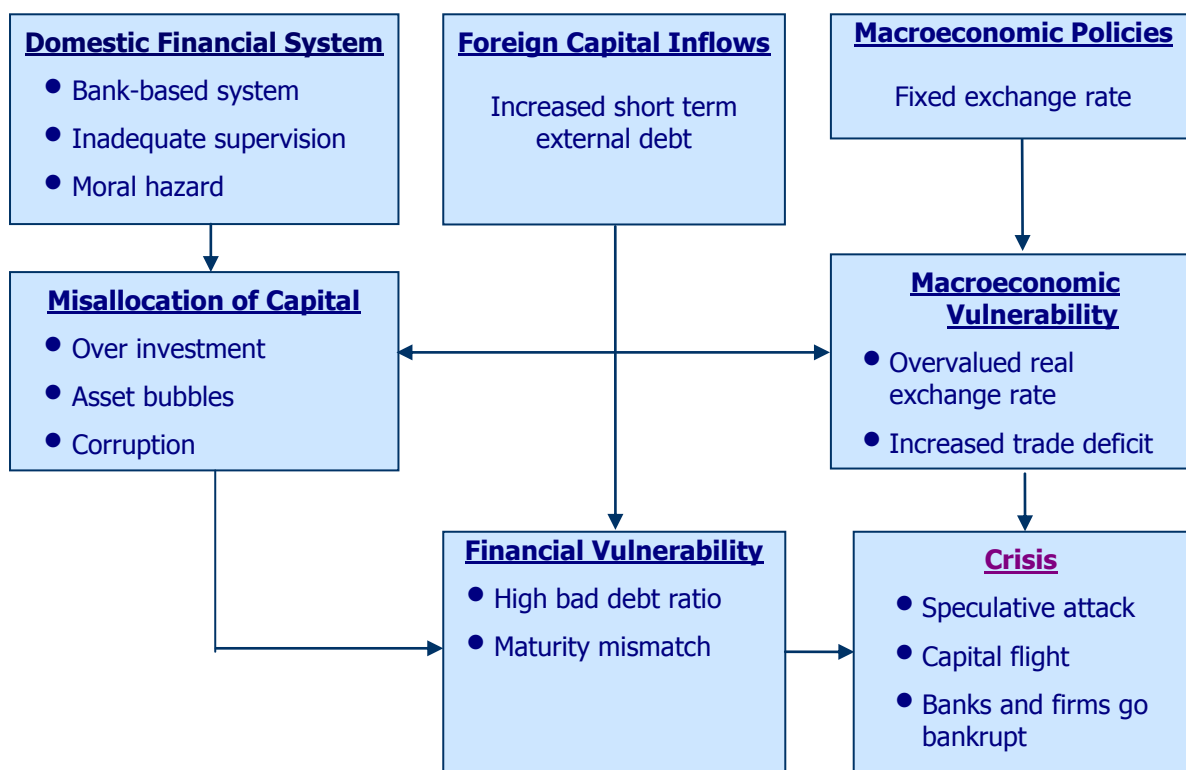 Domestic Financial System
● Bank-based system
● Inadequate supervision
● Moral hazard
Foreign Capital Inflows
Increased short term
external debt
Macroeconomic Policies
Fixed exchange rate
Misallocation of Capital
● Over investment
● Asset bubbles
● Corruption
Macroeconomic
Vulnerability
● Overvalued real
exchange rate
● Increased trade deficit
Financial Vulnerability
● High bad debt ratio
● Maturity mismatch
Crisis
● Speculative attack
● Capital flight
● Banks and firms go
bankrupt